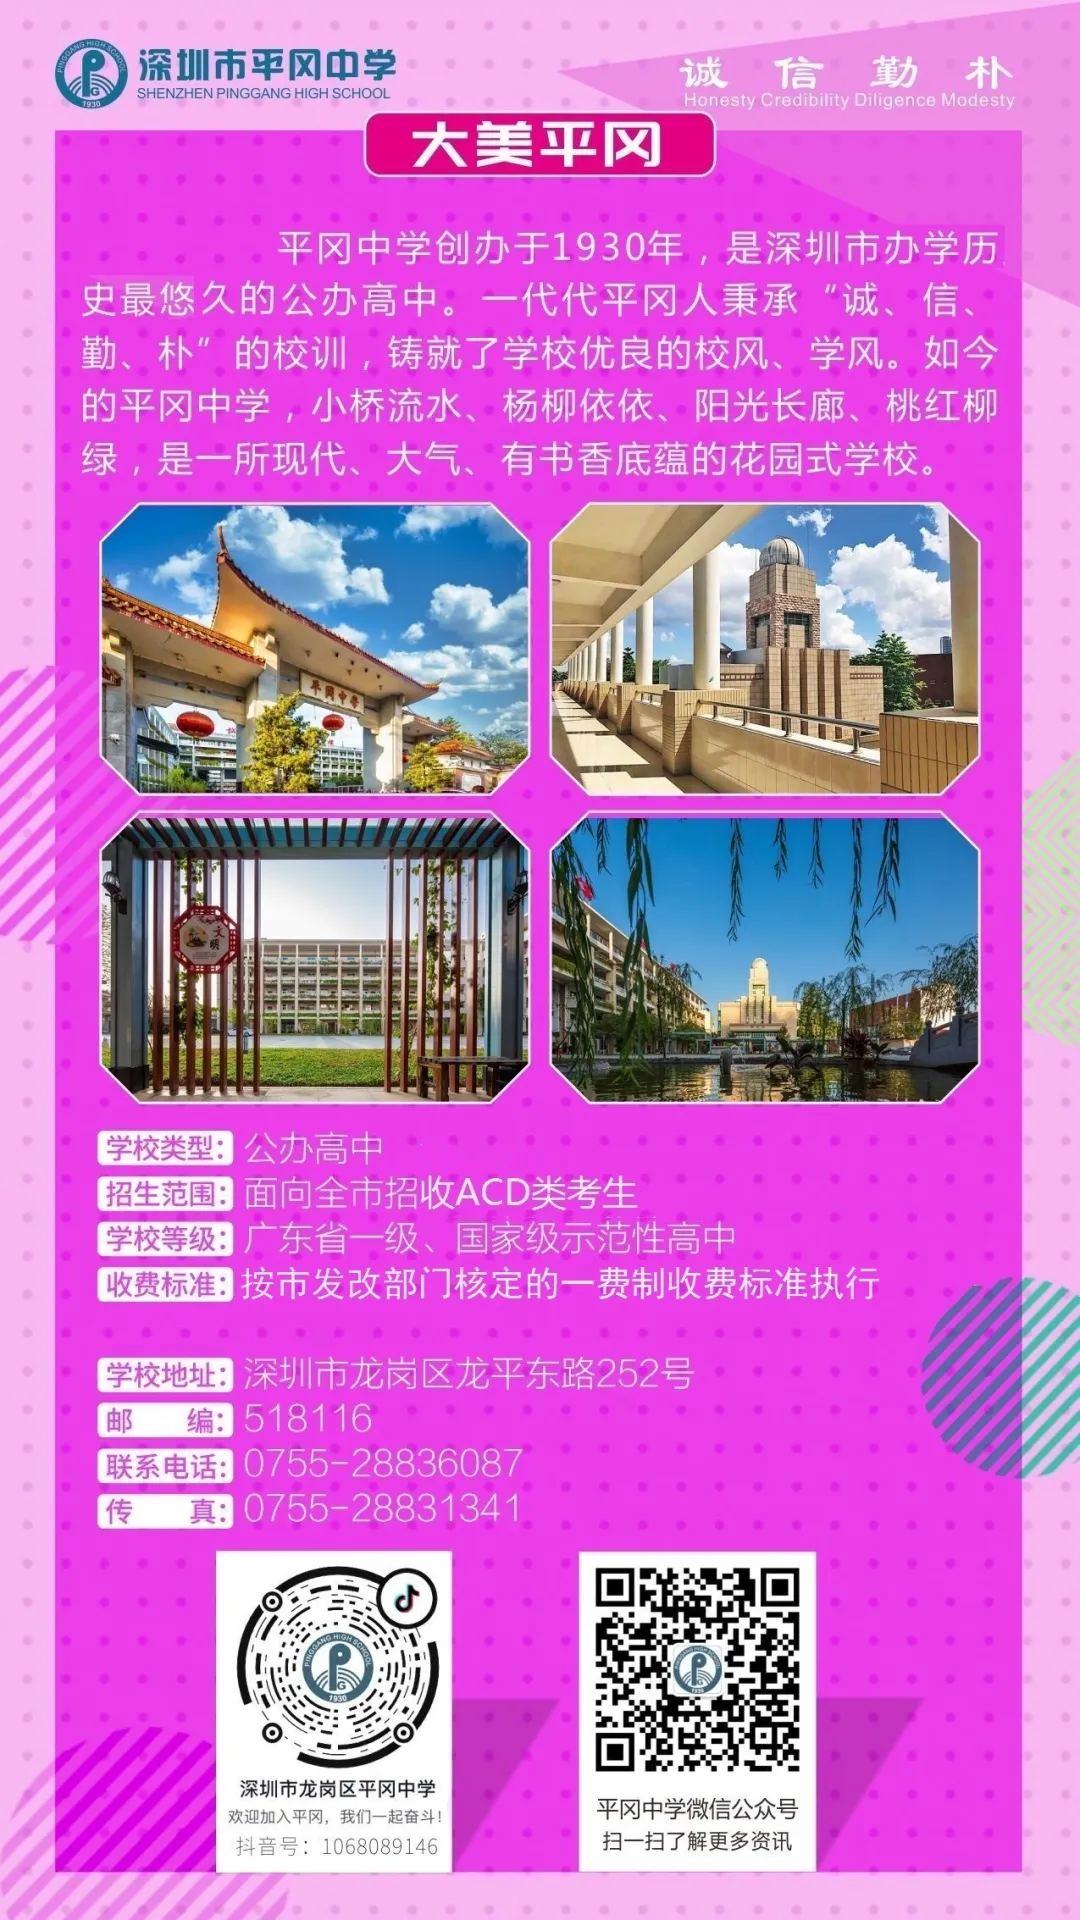 深圳市平冈中学
SHENZHEN PINGGANG HIGH SCHOOL
诚 信 勤 朴
Honesty Credibility Diligence Modesty
大美平冈
平冈中学创办于1930年，是深圳市办学历
史最悠久的公办高中。一代代平冈人秉承“诚、信、
勤、朴”的校训，铸就了学校优良的校风、学风。如今
的平冈中学，小桥流水、杨柳依依、阳光长廊、桃红柳
绿，是一所现代、大气、有书香底蕴的花园式学校。
平冈中学
文明
学校类型：公办高中
招生范围：面向全市招收ACD类考生
学校等级：广东省一级、国家级示范性高中
收费标准：按市发改部门核定的一费制收费标准执行
学校地址：深圳市龙岗区龙平东路252号
邮 编：518116
联系电话：0755-28836087
传 真：0755-28831341
PINGGANG HIGH SCHOOL
1930
深圳市龙岗区平冈中学
欢迎加入平冈，我们一起奋斗！
抖音号：1068089146
平冈中学微信公众号
扫一扫了解更多资讯